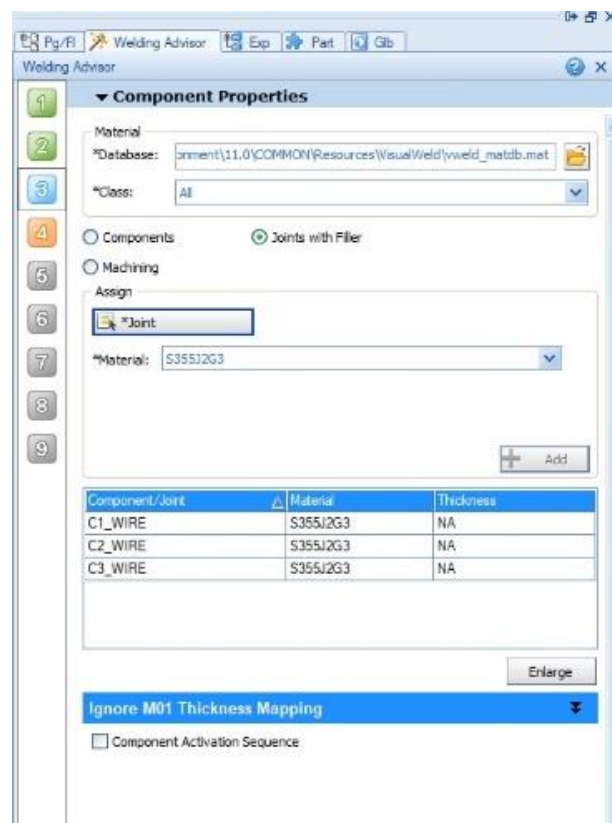 Pg/Fl Welding Advisor Exp Part Glb
Welding Advisor
Component Properties
1
2
3
4
5
6
7
8
9
Material
*Database: onment\11.0\COMMON\Resources\VisualWeld\vweld_matdb.mat
*Class: All
Components Joints with Filler
Machining
Assign
*Joint
*Material: S355J2G3
Add
Component/Joint Material Thickness
C1_WIRE S355J2G3 NA
C2_WIRE S355J2G3 NA
C3_WIRE S355J2G3 NA
Enlarge
Ignore M01 Thickness Mapping
Component Activation Sequence